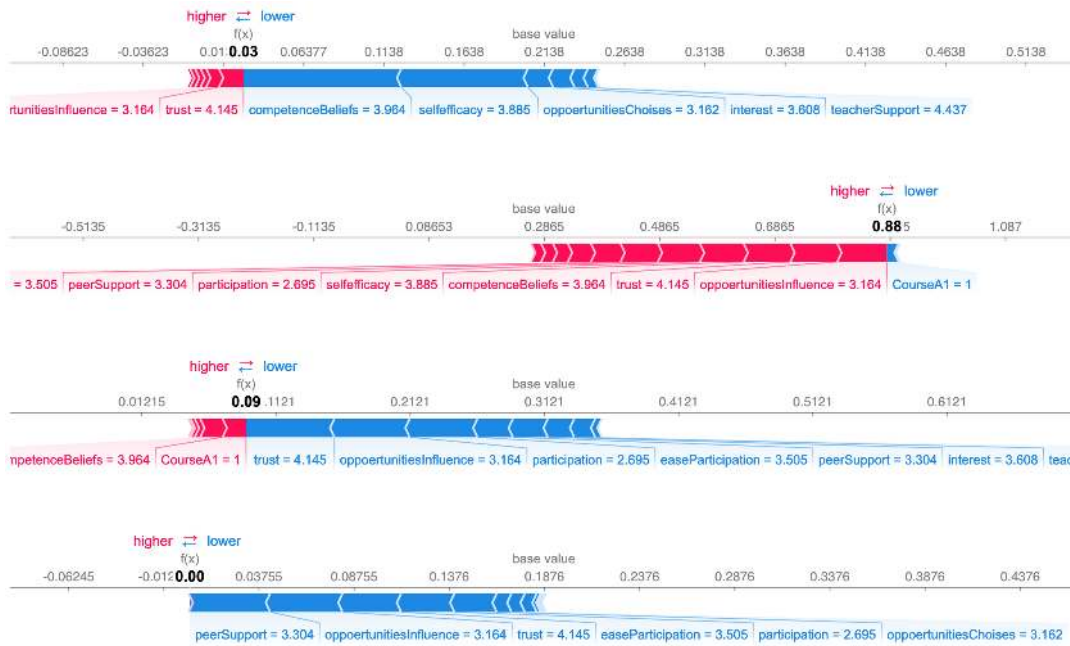 higher ⇄ lower
f(x) base value
-0.08623 -0.03623 0.01 0.03 0.06377 0.1138 0.1638 0.2138 0.2638 0.3138 0.3638 0.4138 0.4638 0.5138
rtunitiesInfluence = 3.164 trust = 4.145 competenceBeliefs = 3.964 selfefficacy = 3.885 oppoertunitiesChoises = 3.162 interest = 3.608 teacherSupport = 4.437
higher ⇄ lower
base value f(x)
-0.5135 -0.3135 -0.1135 0.08653 0.2865 0.4865 0.6865 0.88 5 1.087
= 3.505 peerSupport = 3.304 participation = 2.695 selfefficacy = 3.885 competenceBeliefs = 3.964 trust = 4.145 oppoertunitiesInfluence = 3.164 CourseA1 = 1
higher ⇄ lower
f(x) base value
0.01215 0.09 .1121 0.2121 0.3121 0.4121 0.5121 0.6121
mpetenceBeliefs = 3.964 CourseA1 = 1 trust = 4.145 oppoertunitiesInfluence = 3.164 participation = 2.695 easeParticipation = 3.505 peerSupport = 3.304 interest = 3.608 teac
higher ⇄ lower
f(x) base value
-0.06245 -0.012 0.00 0.03755 0.08755 0.1376 0.1876 0.2376 0.2876 0.3376 0.3876 0.4376
peerSupport = 3.304 oppoertunitiesInfluence = 3.164 trust = 4.145 easeParticipation = 3.505 participation = 2.695 oppoertunitiesChoises = 3.162